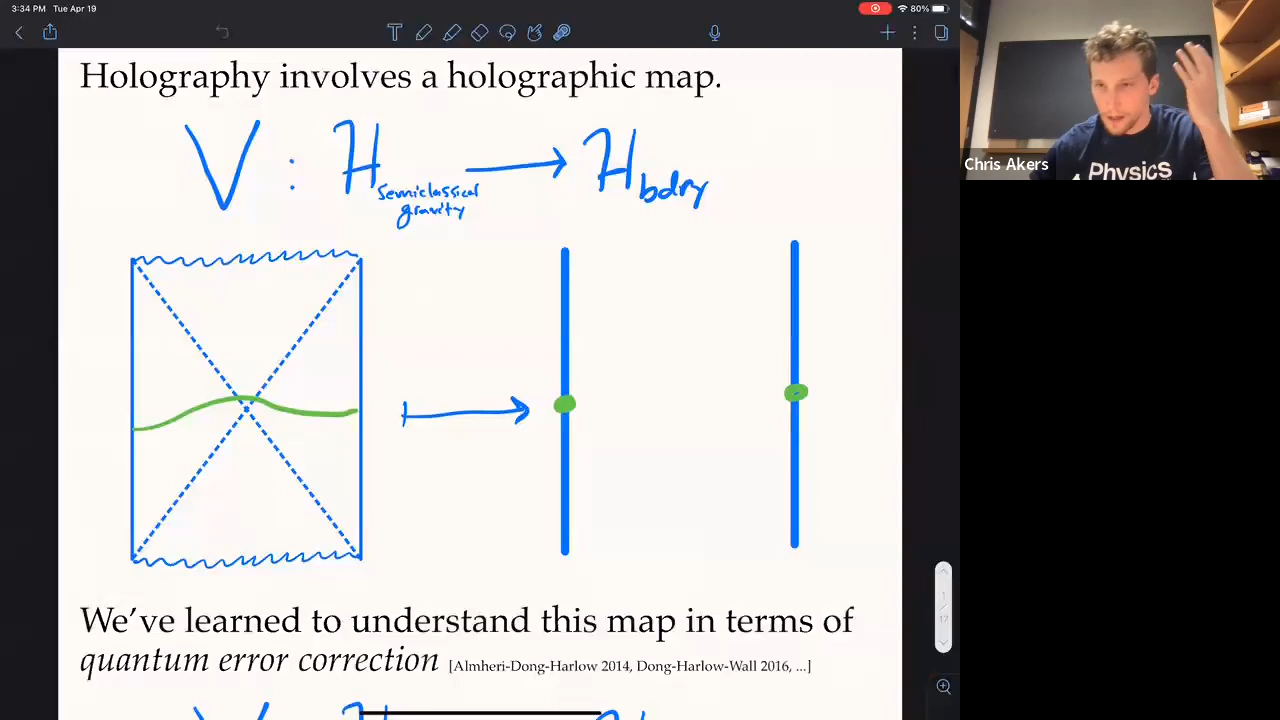 3:34 PM Tue Apr 19
80%
Holography involves a holographic map.
V : H semiclassical gravity → H bdry
We've learned to understand this map in terms of
quantum error correction [Almheri-Dong-Harlow 2014, Dong-Harlow-Wall 2016, ...]
1
17
Chris Akers
Physics